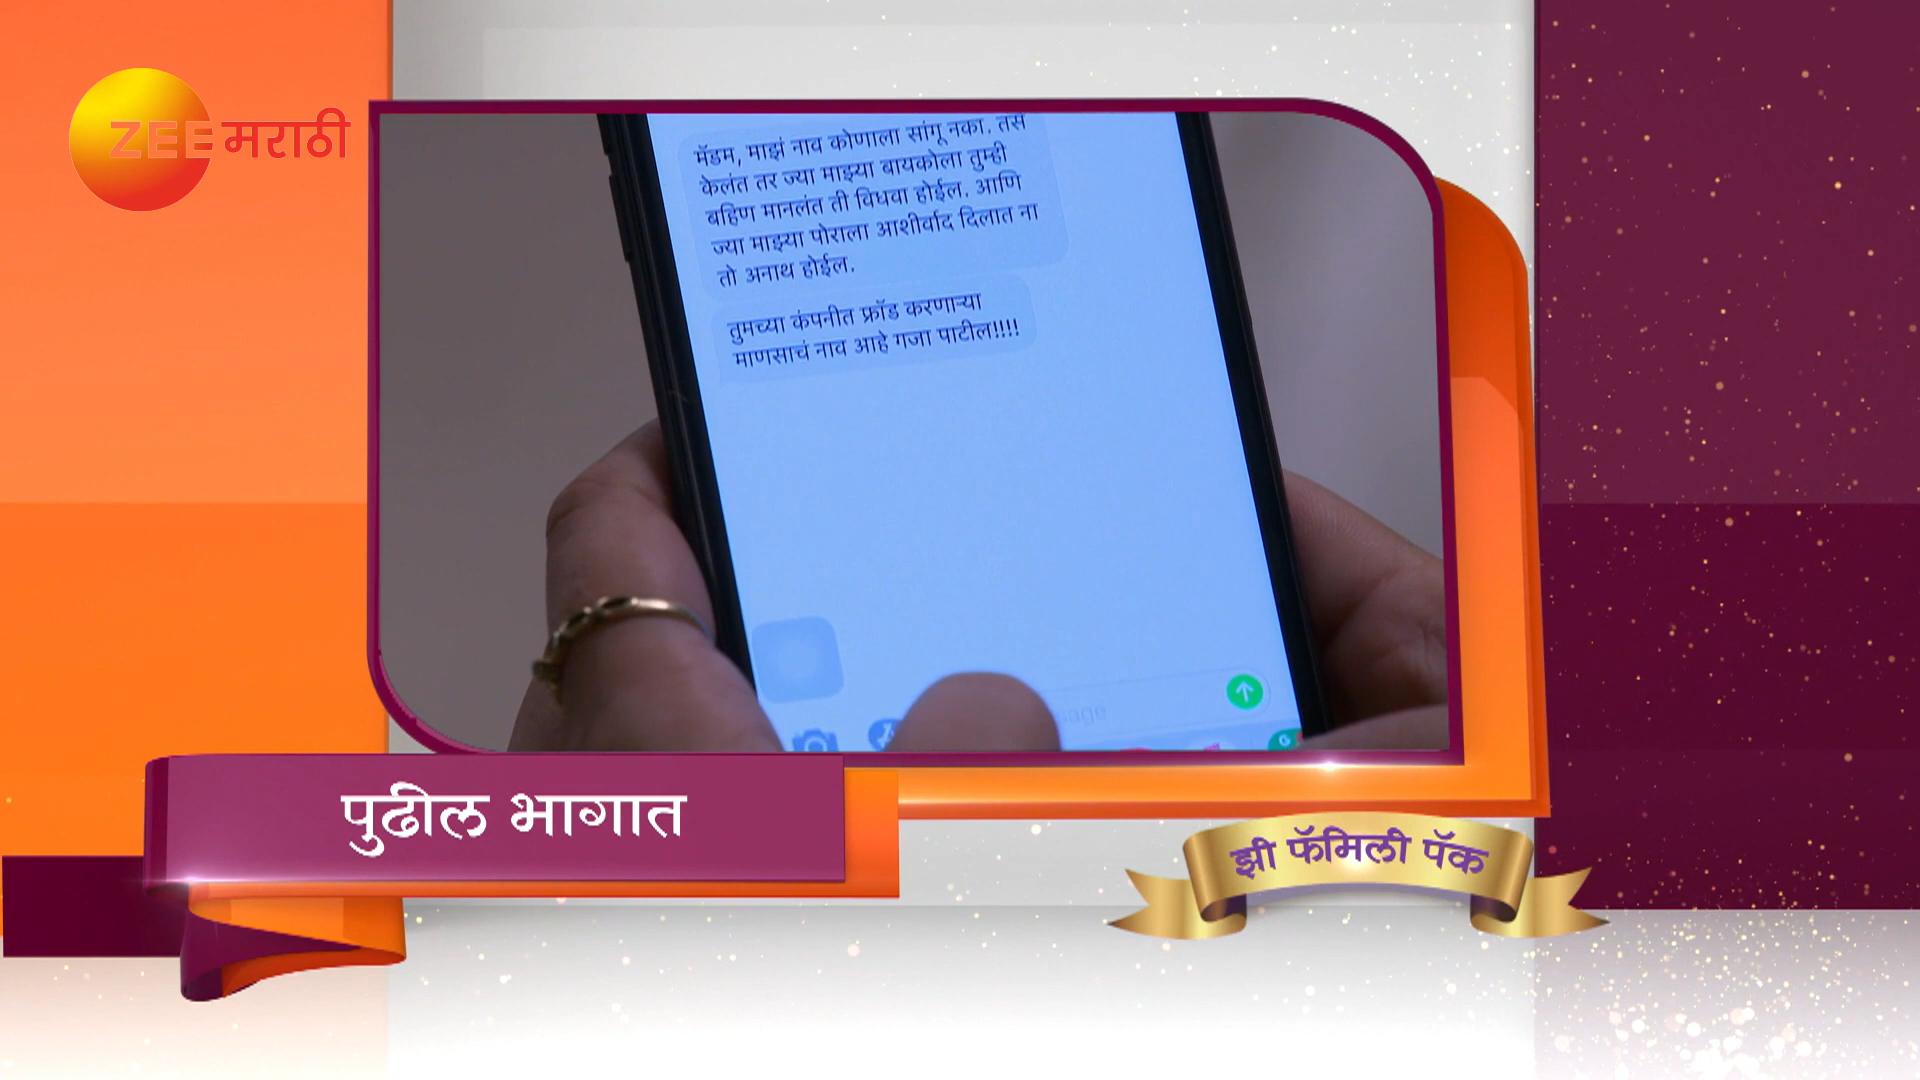 ZEE मराठी
मॅडम, माझं नाव कोणाला सांगू नका. तसं
केलंत तर ज्या माझ्या बायकोला तुम्ही
बहिण मानलंत ती विधवा होईल. आणि
ज्या माझ्या पोराला आशीर्वाद दिलात ना
तो अनाथ होईल.
तुमच्या कंपनीत फ्रॉड करणाऱ्या
माणसाचं नाव आहे गजा पाटील!!!!
पुढील भागात
झी फॅमिली पॅक